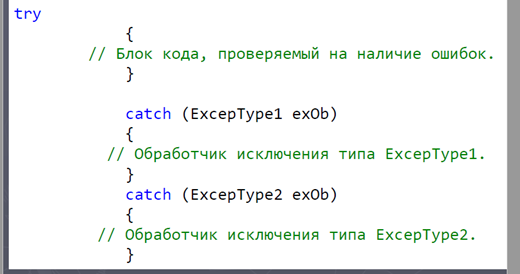 try
{
// Блок кода, проверяемый на наличие ошибок.
}
catch (ExcepType1 exOb)
{
// Обработчик исключения типа ExcepType1.
}
catch (ExcepType2 exOb)
{
// Обработчик исключения типа ExcepType2.
}